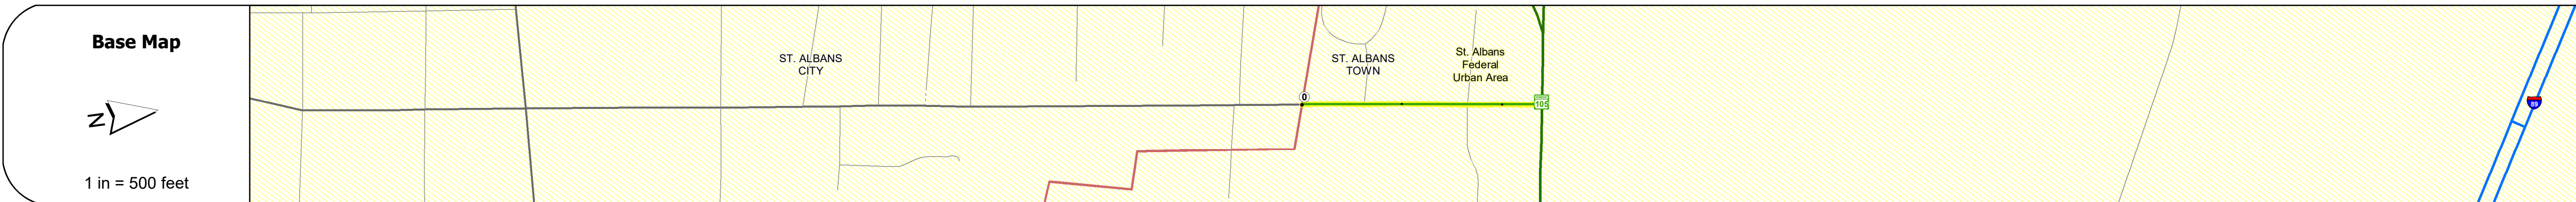 Base Map
N
1 in = 500 feet
ST. ALBANS
CITY
0
ST. ALBANS
TOWN
St. Albans
Federal
Urban Area
105
89